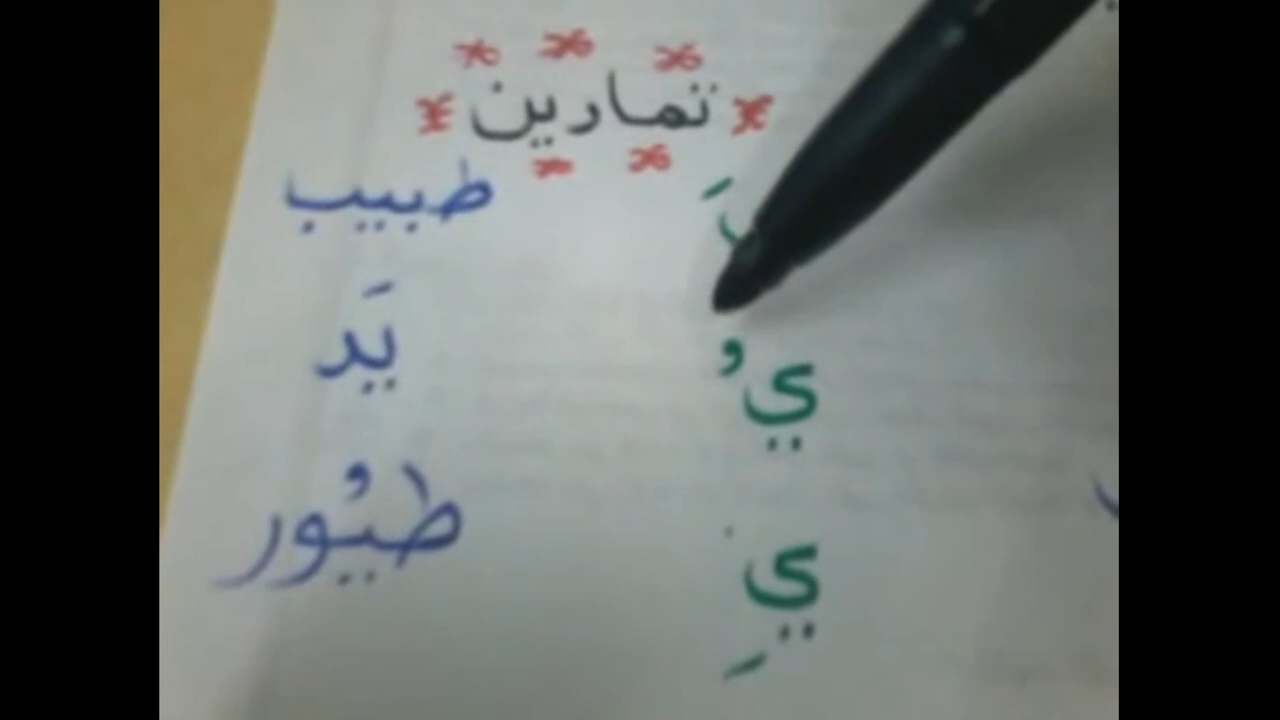 تمارين
طبيب
يَد
يُ
طيُور
يِ